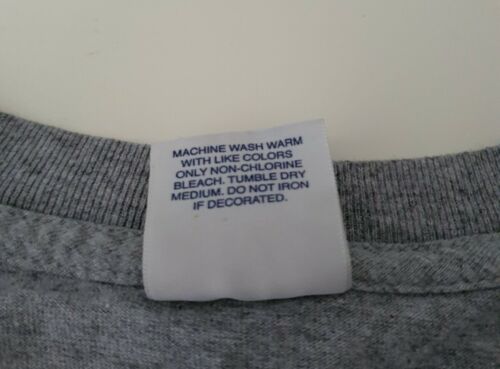 MACHINE WASH WARM
WITH LIKE COLORS
ONLY NON-CHLORINE
BLEACH. TUMBLE DRY
MEDIUM. DO NOT IRON
IF DECORATED.